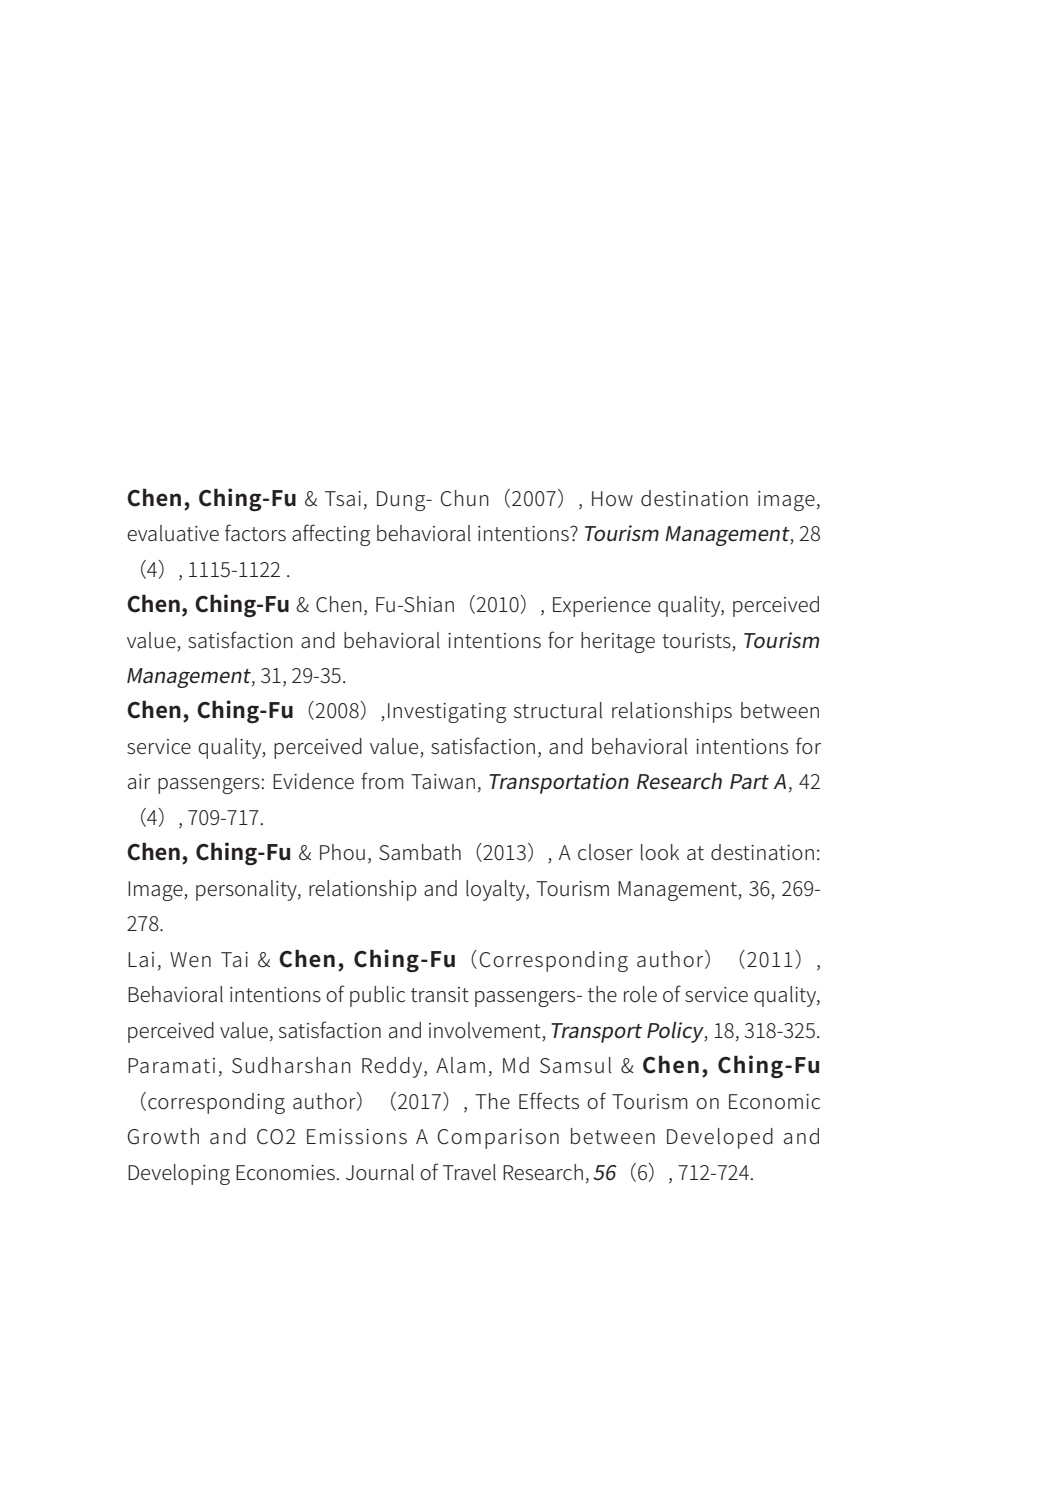 Chen, Ching-Fu & Tsai, Dung- Chun（2007）, How destination image,
evaluative factors affecting behavioral intentions? Tourism Management, 28
（4）, 1115-1122 .
Chen, Ching-Fu & Chen, Fu-Shian（2010）, Experience quality, perceived
value, satisfaction and behavioral intentions for heritage tourists, Tourism
Management, 31, 29-35.
Chen, Ching-Fu（2008）,Investigating structural relationships between
service quality, perceived value, satisfaction, and behavioral intentions for
air passengers: Evidence from Taiwan, Transportation Research Part A, 42
（4）, 709-717.
Chen, Ching-Fu & Phou, Sambath（2013）, A closer look at destination:
Image, personality, relationship and loyalty, Tourism Management, 36, 269-
278.
Lai, Wen Tai & Chen, Ching-Fu（Corresponding author）（2011）,
Behavioral intentions of public transit passengers- the role of service quality,
perceived value, satisfaction and involvement, Transport Policy, 18, 318-325.
Paramati, Sudharshan Reddy, Alam, Md Samsul & Chen, Ching-Fu
（corresponding author）（2017）, The Effects of Tourism on Economic
Growth and CO2 Emissions A Comparison between Developed and
Developing Economies. Journal of Travel Research, 56（6）, 712-724.